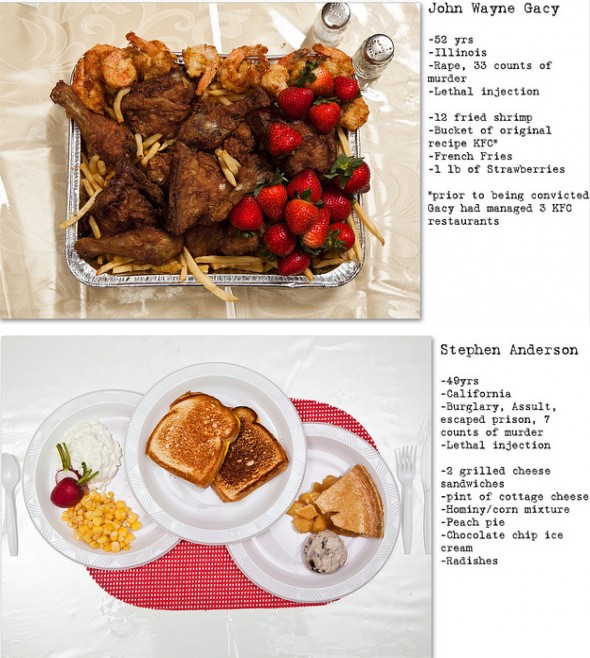 John Wayne Gacy
-52 yrs
-Illinois
-Rape, 33 counts of
murder
-Lethal injection
-12 fried shrimp
-Bucket of original
recipe KFC*
-French Fries
-1 lb of Strawberries
*prior to being convicted
Gacy had managed 3 KFC
restaurants
Stephen Anderson
-49yrs
-California
-Burglary, Assult,
escaped prison, 7
counts of murder
-Lethal injection
-2 grilled cheese
sandwiches
-pint of cottage cheese
-Hominy/corn mixture
-Peach pie
-Chocolate chip ice
cream
-Radishes